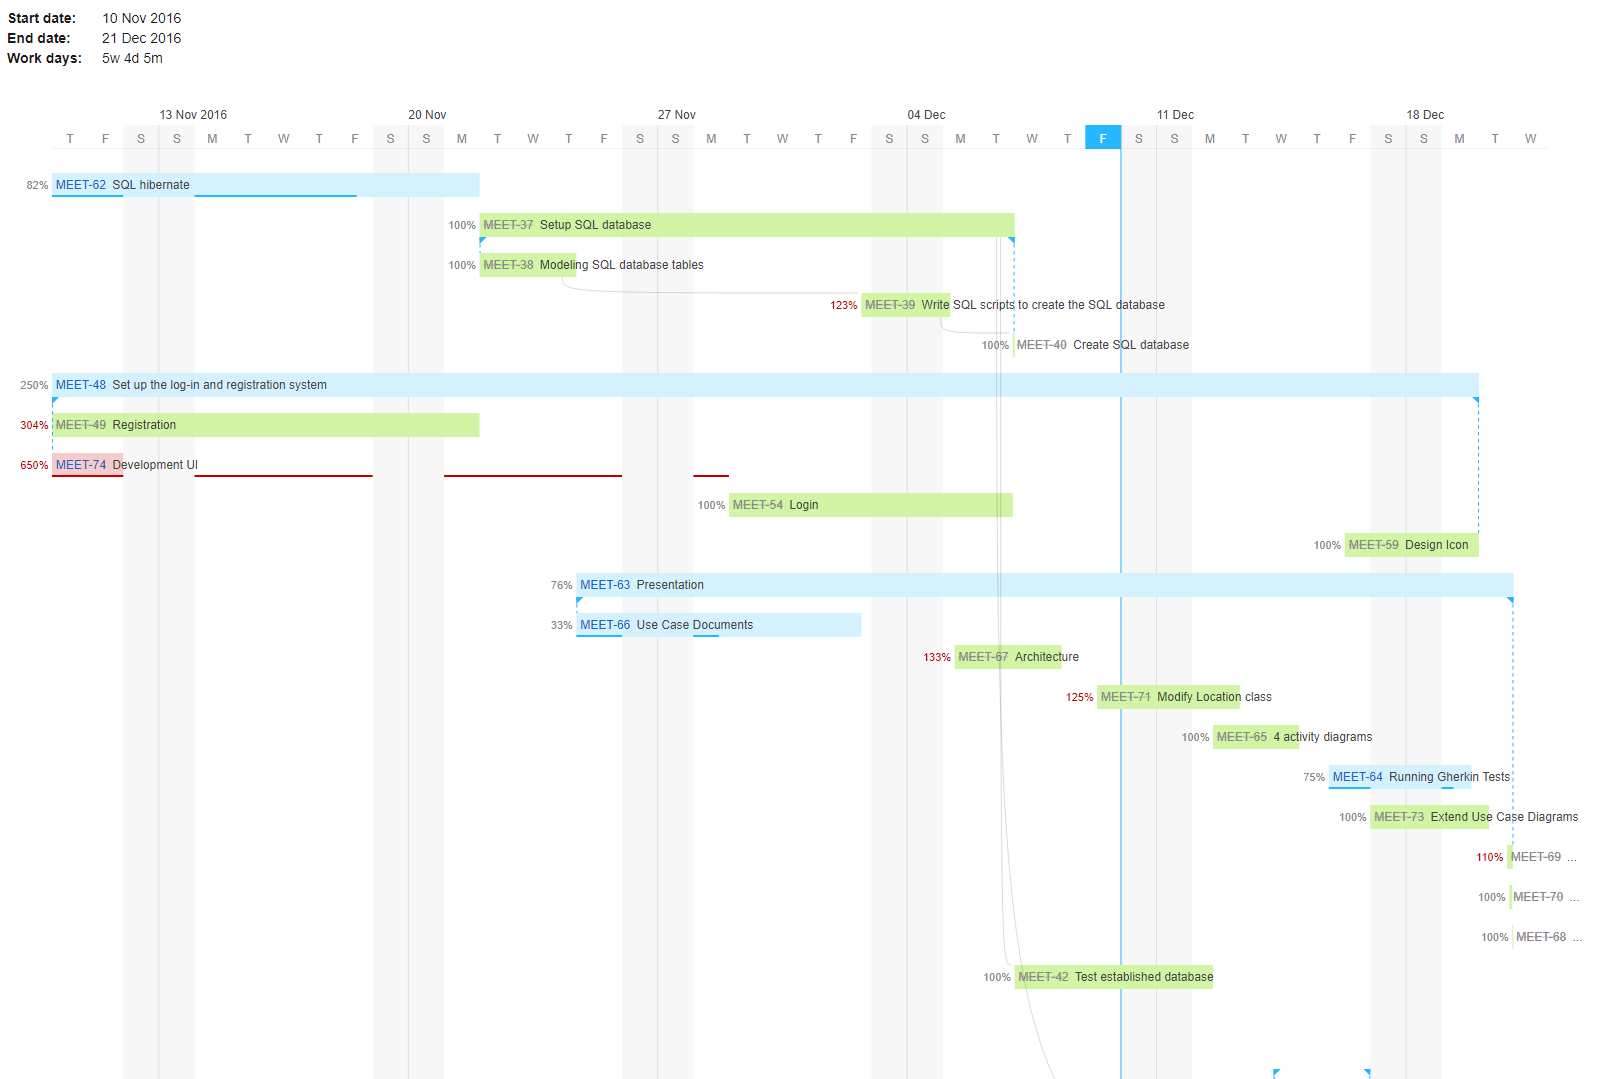 Start date: 10 Nov 2016
End date: 21 Dec 2016
Work days: 5w 4d 5m
13 Nov 2016 20 Nov 27 Nov 04 Dec 11 Dec 18 Dec
T F S S M T W T F S S M T W T F S S M T W T F S S M T W T F S S M T W T F S S M T W
82% MEET-62 SQL hibernate
100% MEET-37 Setup SQL database
100% MEET-38 Modeling SQL database tables
123% MEET-39 Write SQL scripts to create the SQL database
100% MEET-40 Create SQL database
250% MEET-48 Set up the log-in and registration system
304% MEET-49 Registration
650% MEET-74 Development UI
100% MEET-54 Login
100% MEET-59 Design Icon
76% MEET-63 Presentation
33% MEET-66 Use Case Documents
133% MEET-67 Architecture
125% MEET-71 Modify Location class
100% MEET-65 4 activity diagrams
75% MEET-64 Running Gherkin Tests
100% MEET-73 Extend Use Case Diagrams
110% MEET-69 ...
100% MEET-70 ...
100% MEET-68 ...
100% MEET-42 Test established database